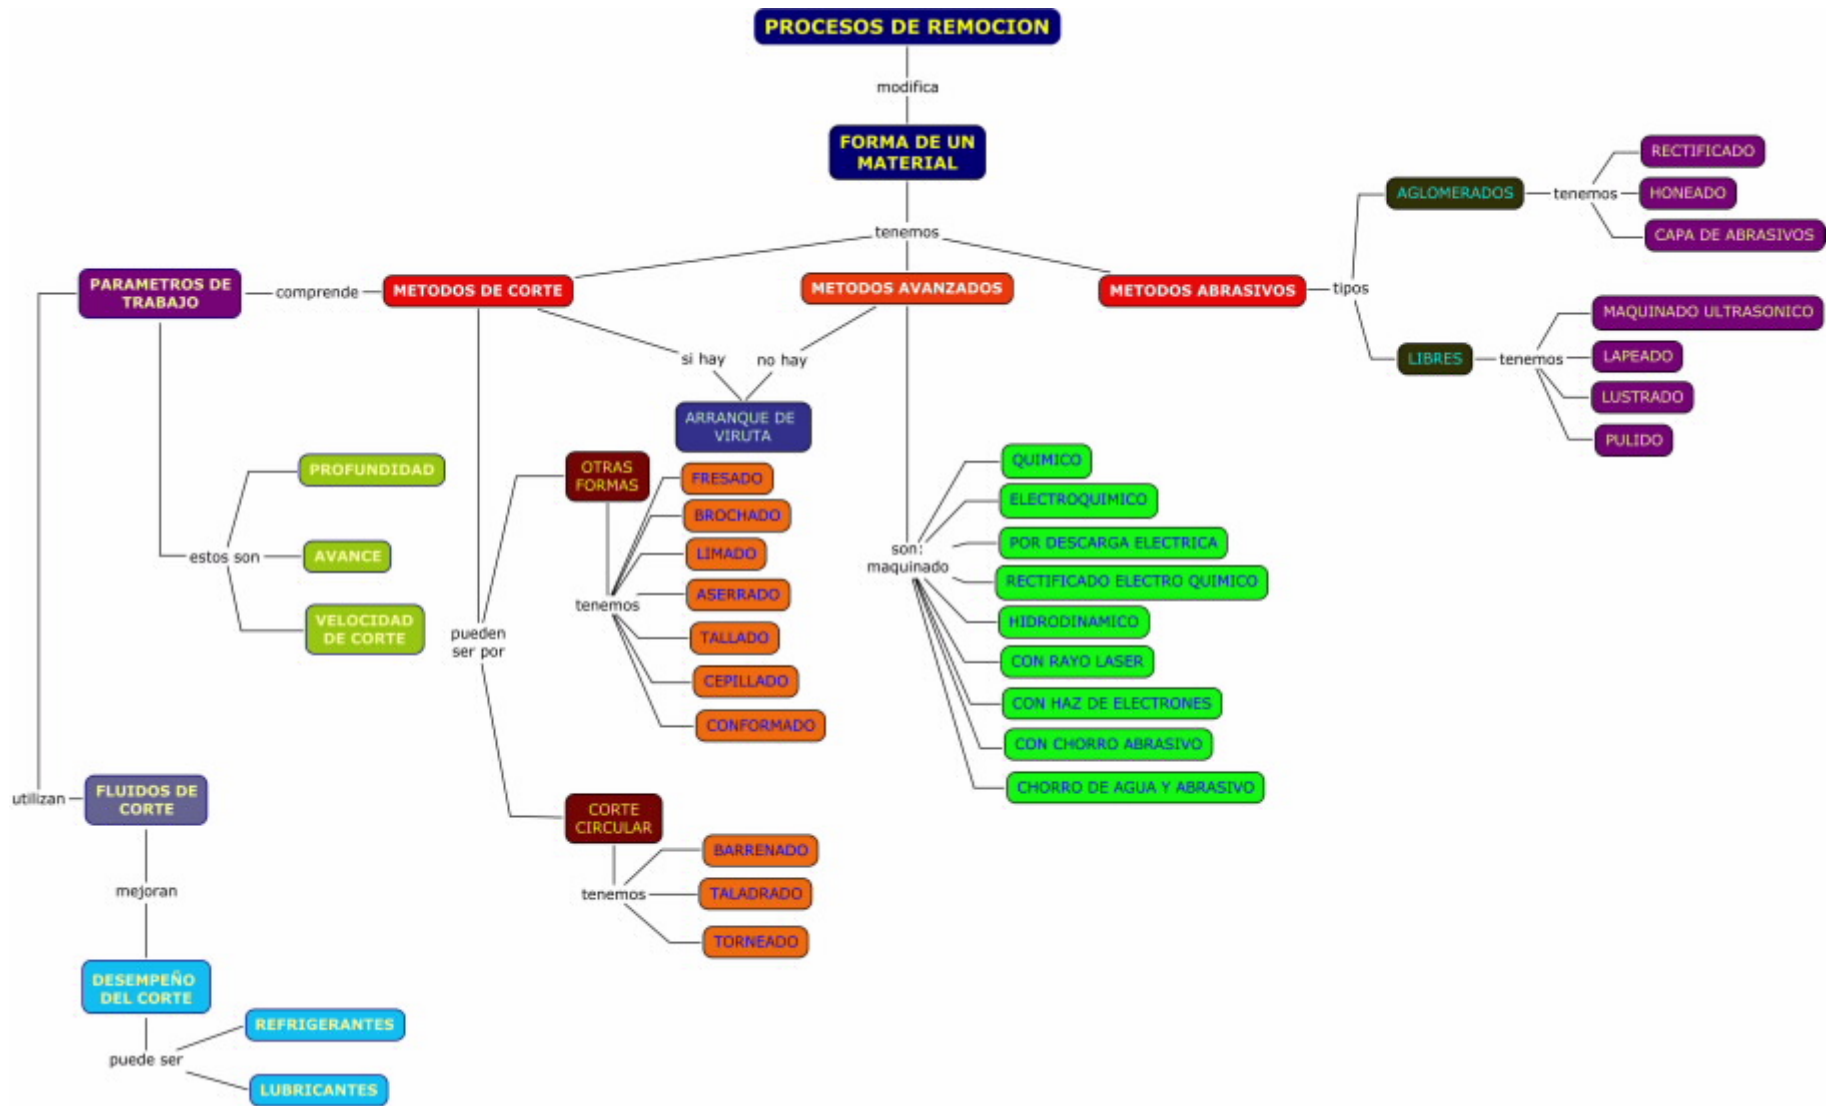 PROCESOS DE REMOCION
modifica
FORMA DE UN
MATERIAL
tenemos
PARAMETROS DE
TRABAJO
comprende
METODOS DE CORTE
METODOS AVANZADOS
METODOS ABRASIVOS
tipos
AGLOMERADOS
tenemos
RECTIFICADO
HONEADO
CAPA DE ABRASIVOS
LIBRES
tenemos
MAQUINADO ULTRASONICO
LAPEADO
LUSTRADO
PULIDO
si hay
no hay
ARRANQUE DE
VIRUTA
estos son
PROFUNDIDAD
AVANCE
VELOCIDAD
DE CORTE
pueden
ser por
OTRAS
FORMAS
tenemos
FRESADO
BROCHADO
LIMADO
ASERRADO
TALLADO
CEPILLADO
CONFORMADO
CORTE
CIRCULAR
tenemos
BARRENADO
TALADRADO
TORNEADO
son:
maquinado
QUIMICO
ELECTROQUIMICO
POR DESCARGA ELECTRICA
RECTIFICADO ELECTRO QUIMICO
HIDRODINAMICO
CON RAYO LASER
CON HAZ DE ELECTRONES
CON CHORRO ABRASIVO
CHORRO DE AGUA Y ABRASIVO
utilizan
FLUIDOS DE
CORTE
mejoran
DESEMPEÑO
DEL CORTE
puede ser
REFRIGERANTES
LUBRICANTES